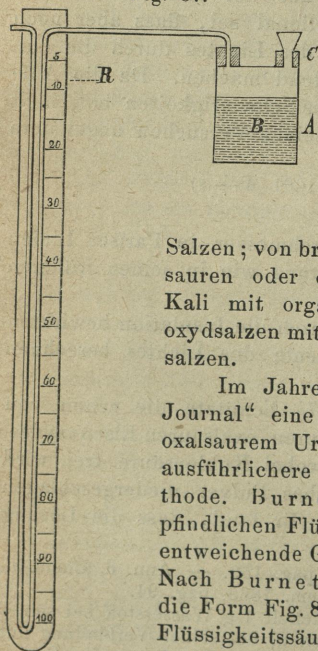 5
10
R
20
30
40
50
60
70
80
90
100
C
B
A
Salzen; von br
sauren oder
Kali mit org
oxydsalzen mit
salzen.
Im Jahre
Journal“ eine
oxalsaurem Ur
ausführlichere
thode. Burn
pfindlichen Flü
entweichende G
Nach Burnet
die Form Fig. 8
Flüssigkeitssäu